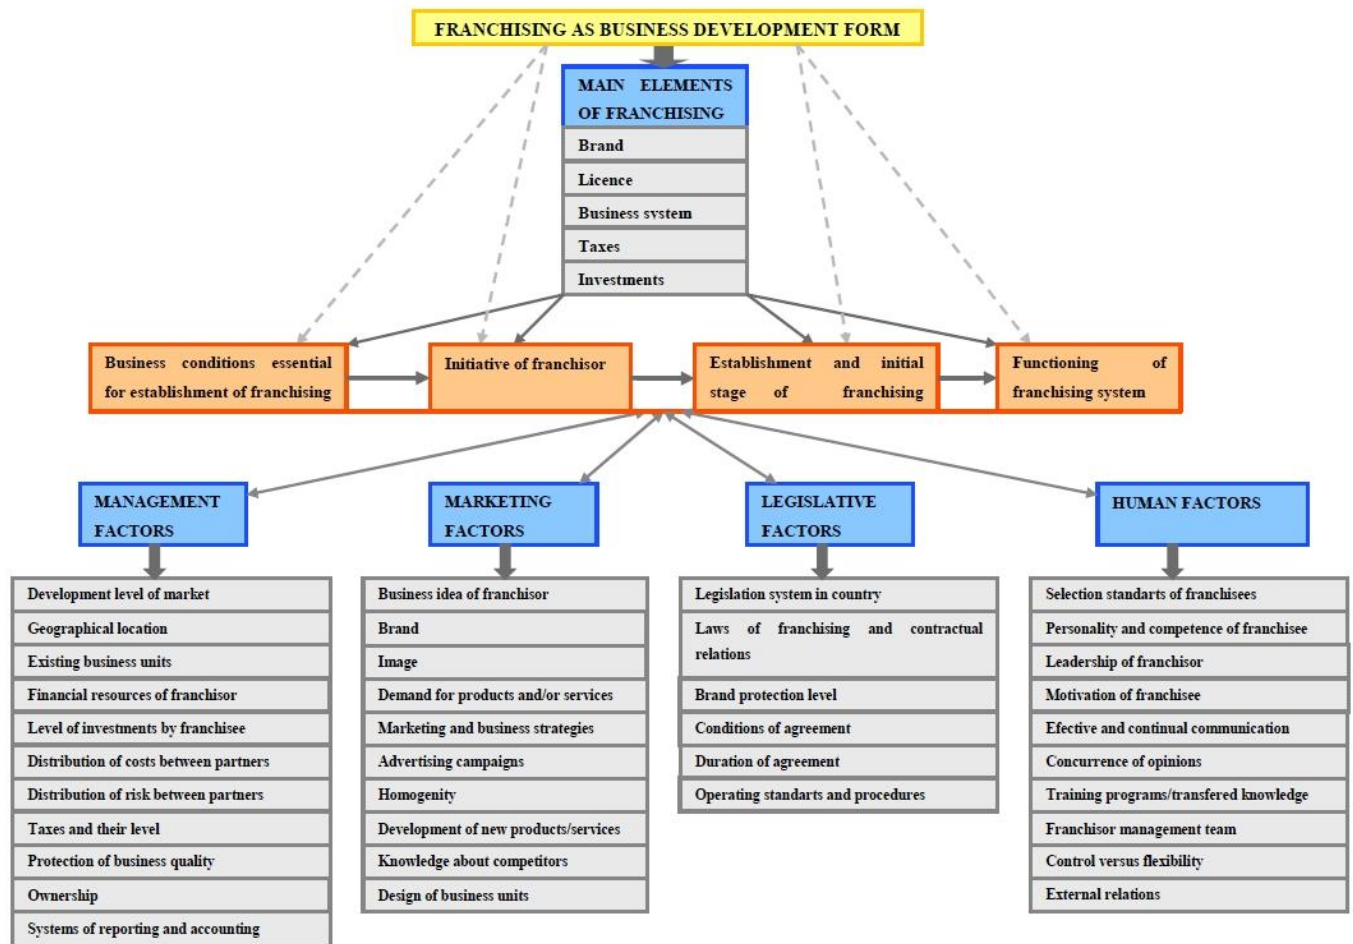 FRANCHISING AS BUSINESS DEVELOPMENT FORM
MAIN ELEMENTS
OF FRANCHISING
Brand
Licence
Business system
Taxes
Investments
Business conditions essential
for establishment of franchising
Initiative of franchisor
Establishment and initial
stage of franchising
Functioning of
franchising system
MANAGEMENT
FACTORS
Development level of market
Geographical location
Existing business units
Financial resources of franchisor
Level of investments by franchisee
Distribution of costs between partners
Distribution of risk between partners
Taxes and their level
Protection of business quality
Ownership
Systems of reporting and accounting
MARKETING
FACTORS
Business idea of franchisor
Brand
Image
Demand for products and/or services
Marketing and business strategies
Advertising campaigns
Homogenity
Development of new products/services
Knowledge about competitors
Design of business units
LEGISLATIVE
FACTORS
Legislation system in country
Laws of franchising and contractual
relations
Brand protection level
Conditions of agreement
Duration of agreement
Operating standarts and procedures
HUMAN FACTORS
Selection standarts of franchisees
Personality and competence of franchisee
Leadership of franchisor
Motivation of franchisee
Efective and continual communication
Concurrence of opinions
Training programs/transfered knowledge
Franchisor management team
Control versus flexibility
External relations